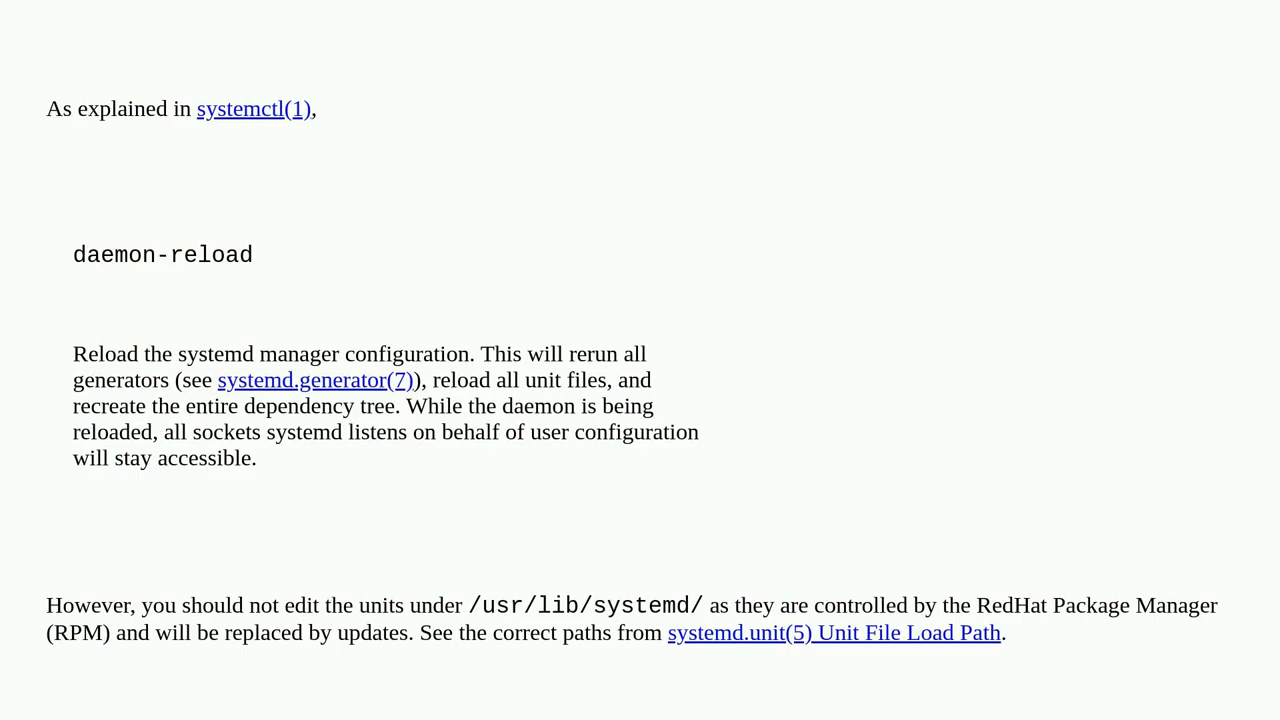 As explained in systemctl(1),
daemon-reload
Reload the systemd manager configuration. This will rerun all
generators (see systemd.generator(7)), reload all unit files, and
recreate the entire dependency tree. While the daemon is being
reloaded, all sockets systemd listens on behalf of user configuration
will stay accessible.
However, you should not edit the units under /usr/lib/systemd/ as they are controlled by the RedHat Package Manager
(RPM) and will be replaced by updates. See the correct paths from systemd.unit(5) Unit File Load Path.